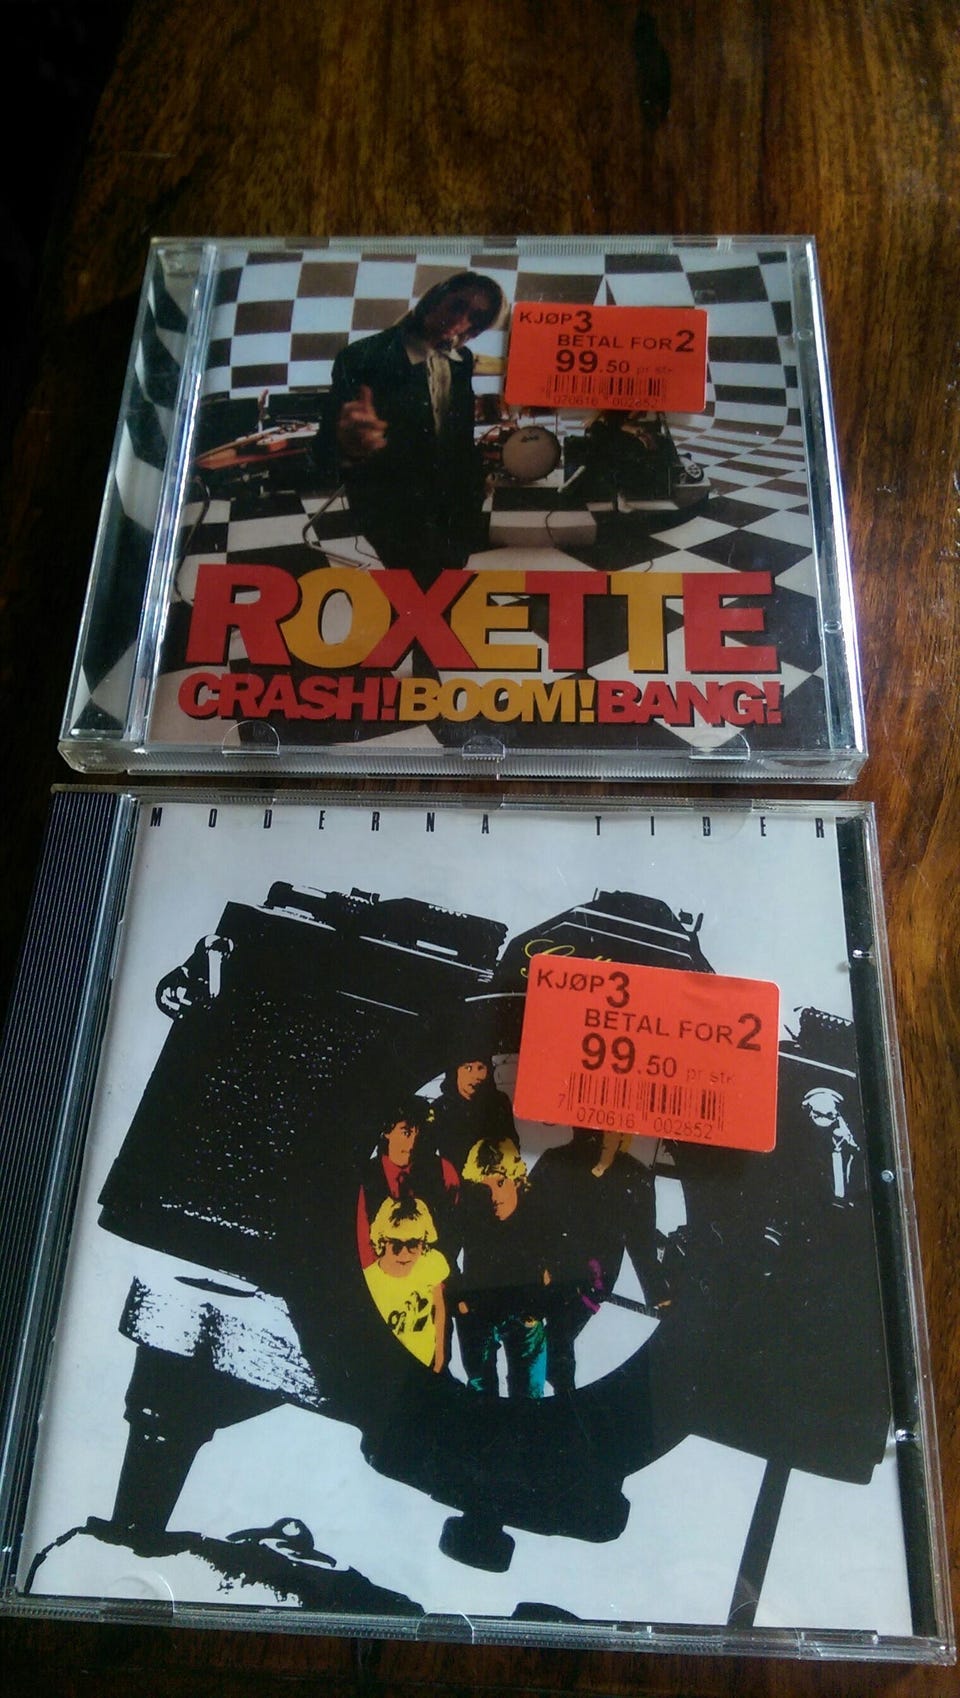 KJØP 3
BETAL FOR 2
99.50 pr stk
070616 002852
ROXETTE
CRASH!BOOM!BANG!
MODERNA TIDER
KJØP 3
BETAL FOR 2
99.50 pr stk
7 070616 002852